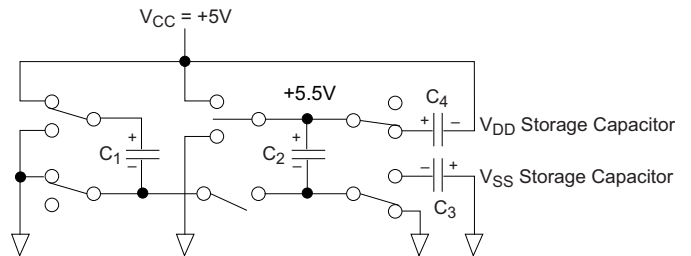 V_CC = +5V
+5.5V
C4
+ –
V_DD Storage Capacitor
+
C1
–
+
C2
–
– +
V_SS Storage Capacitor
C3